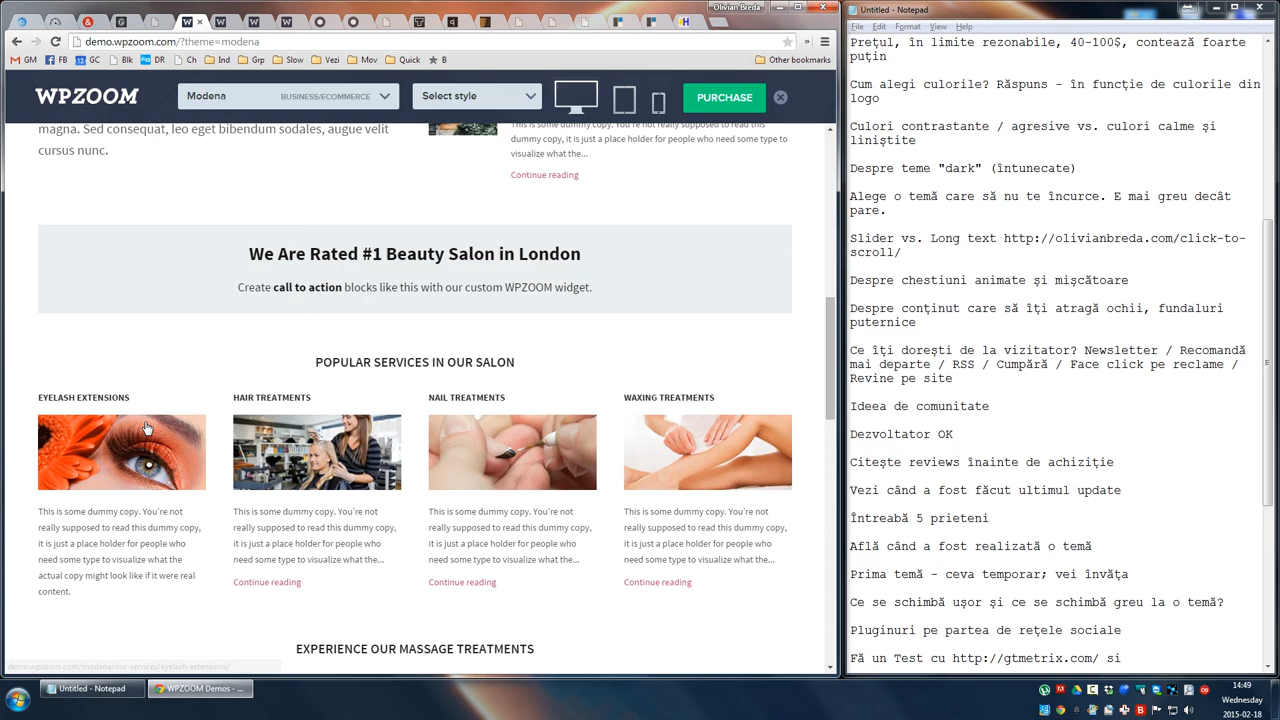 Olivian Breda
demo.wpzoom.com/?theme=modena
GM
FB
12 GC
Blk
DR
Ch
Ind
Grp
Slow
Vezi
Mov
Quick
B
Other bookmarks
WPZOOM
Modena
BUSINESS/ECOMMERCE
Select style
PURCHASE
magna. Sed consequat, leo eget bibendum sodales, augue velit
cursus nunc.
This is some dummy copy. You're not really supposed to read this
dummy copy, it is just a place holder for people who need some type to
visualize what the...
Continue reading
We Are Rated #1 Beauty Salon in London
Create call to action blocks like this with our custom WPZOOM widget.
POPULAR SERVICES IN OUR SALON
EYELASH EXTENSIONS
This is some dummy copy. You're not
really supposed to read this dummy copy,
it is just a place holder for people who
need some type to visualize what the
actual copy might look like if it were real
content.
HAIR TREATMENTS
This is some dummy copy. You're not
really supposed to read this dummy copy,
it is just a place holder for people who
need some type to visualize what the...
Continue reading
NAIL TREATMENTS
This is some dummy copy. You're not
really supposed to read this dummy copy,
it is just a place holder for people who
need some type to visualize what the...
Continue reading
WAXING TREATMENTS
This is some dummy copy. You're not
really supposed to read this dummy copy,
it is just a place holder for people who
need some type to visualize what the...
Continue reading
EXPERIENCE OUR MASSAGE TREATMENTS
demo.wpzoom.com/modena/our-services/eyelash-extensions/
Untitled - Notepad
File Edit Format View Help
Prețul, în limite rezonabile, 40-100$, contează foarte
puțin
Cum alegi culorile? Răspuns - în funcție de culorile din
logo
Culori contrastante / agresive vs. culori calme și
liniștite
Despre teme "dark" (întunecate)
Alege o temă care să nu te încurce. E mai greu decât
pare.
Slider vs. Long text http://olivianbreda.com/click-to-
scroll/
Despre chestiuni animate și mișcătoare
Despre conținut care să îți atragă ochii, fundaluri
puternice
Ce îți dorești de la vizitator? Newsletter / Recomandă
mai departe / RSS / Cumpără / Face click pe reclame /
Revine pe site
Ideea de comunitate
Dezvoltator OK
Citește reviews înainte de achiziție
Vezi când a fost făcut ultimul update
Întreabă 5 prieteni
Află când a fost realizată o temă
Prima temă - ceva temporar; vei învăța
Ce se schimbă ușor și ce se schimbă greu la o temă?
Pluginuri pe partea de rețele sociale
Fă un Test cu http://gtmetrix.com/ si
Untitled - Notepad
WPZOOM Demos - ...
14:49
Wednesday
2015-02-18